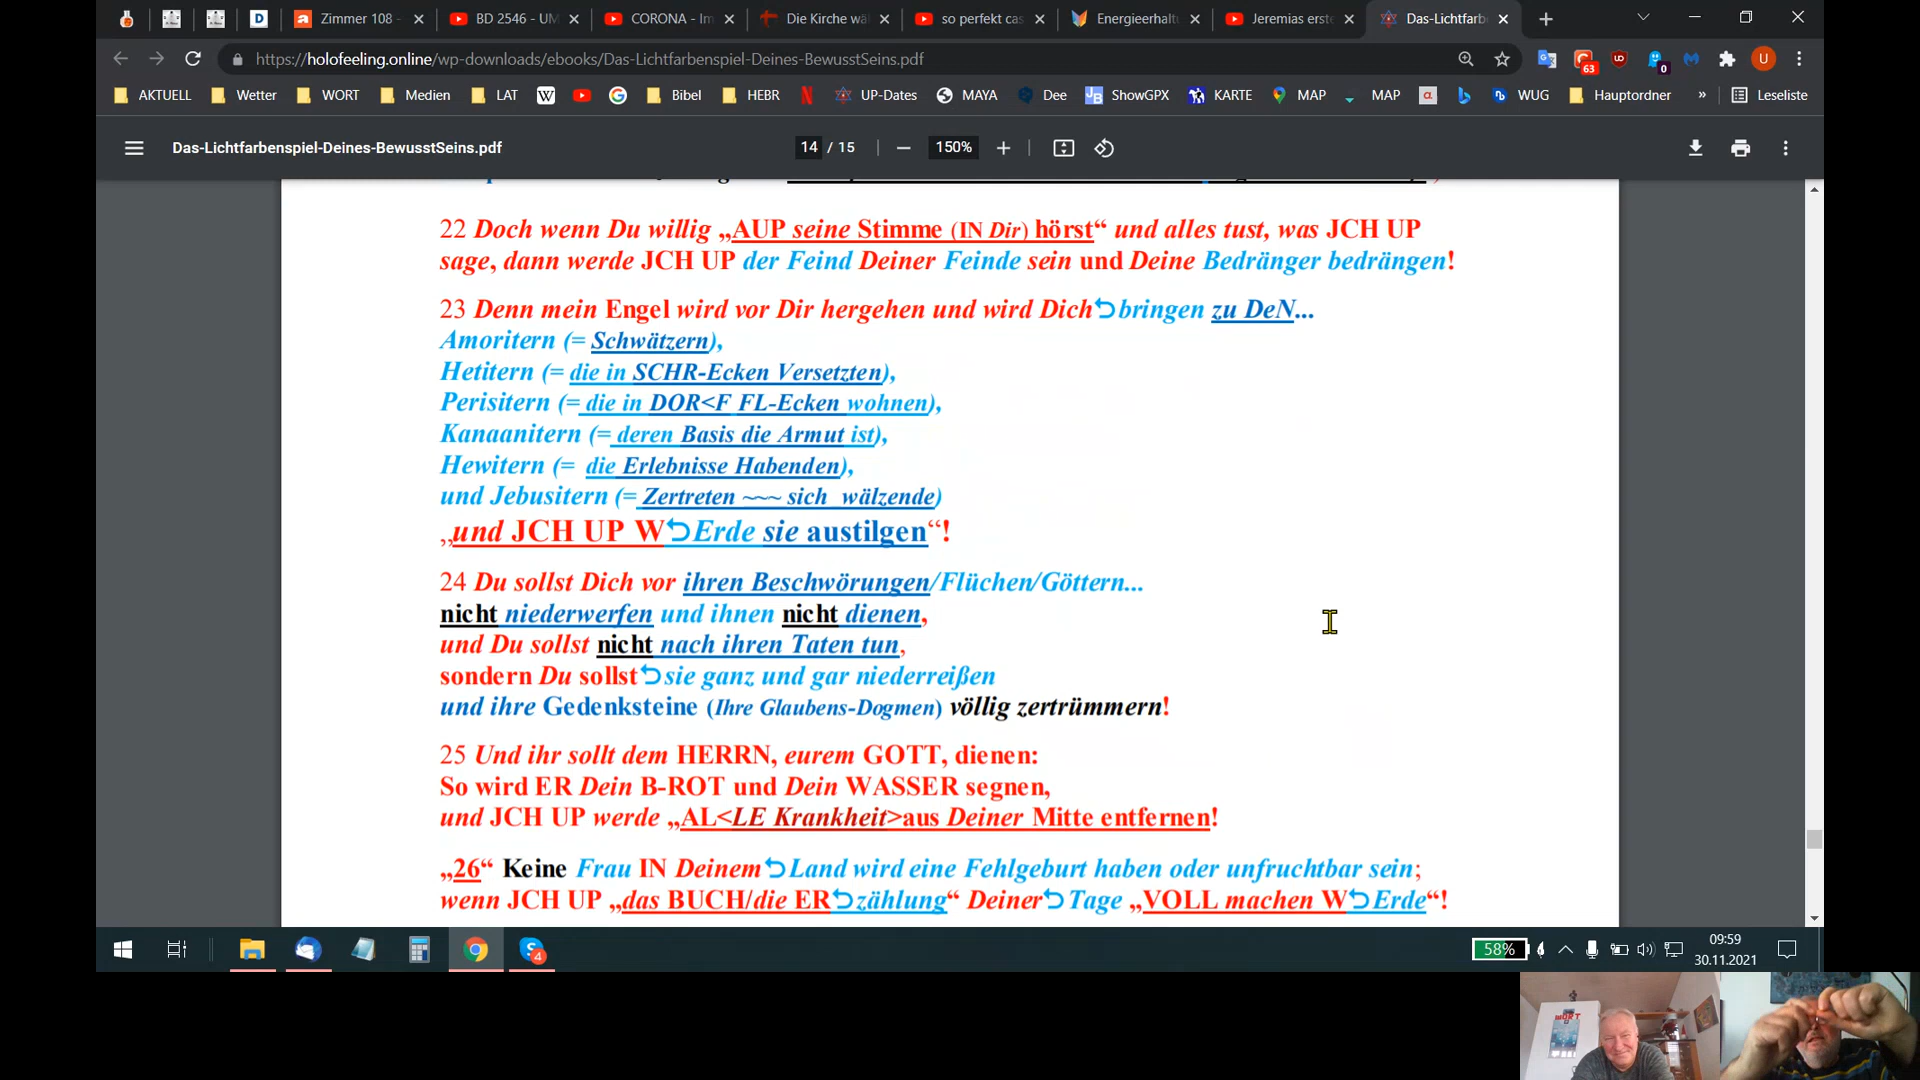 Zimmer 108 -
BD 2546 - UM
CORONA - Im
Die Kirche wä
so perfekt cas
Energieerhalt
Jeremias erste
Das-Lichtfarb
https://holofeeling.online/wp-downloads/ebooks/Das-Lichtfarbenspiel-Deines-BewusstSeins.pdf
AKTUELL Wetter WORT Medien LAT Bibel HEBR UP-Dates MAYA Dee ShowGPX KARTE MAP MAP WUG Hauptordner » Leseliste
Das-Lichtfarbenspiel-Deines-BewusstSeins.pdf 14 / 15 150%
22 Doch wenn Du willig „AUP seine Stimme (IN Dir) hörst“ und alles tust, was JCH UP
sage, dann werde JCH UP der Feind Deiner Feinde sein und Deine Bedränger bedrängen!
23 Denn mein Engel wird vor Dir hergehen und wird Dich⮌bringen zu DeN...
Amoritern (= Schwätzern),
Hetitern (= die in SCHR-Ecken Versetzten),
Perisitern (= die in DOR<F FL-Ecken wohnen),
Kanaanitern (= deren Basis die Armut ist),
Hewitern (= die Erlebnisse Habenden),
und Jebusitern (= Zertreten ~~~ sich wälzende)
„und JCH UP W⮌Erde sie austilgen“!
24 Du sollst Dich vor ihren Beschwörungen/Flüchen/Göttern...
nicht niederwerfen und ihnen nicht dienen,
und Du sollst nicht nach ihren Taten tun,
sondern Du sollst⮌sie ganz und gar niederreißen
und ihre Gedenksteine (Ihre Glaubens-Dogmen) völlig zertrümmern!
25 Und ihr sollt dem HERRN, eurem GOTT, dienen:
So wird ER Dein B-ROT und Dein WASSER segnen,
und JCH UP werde „AL<LE Krankheit>aus Deiner Mitte entfernen!
„26“ Keine Frau IN Deinem⮌Land wird eine Fehlgeburt haben oder unfruchtbar sein;
wenn JCH UP „das BUCH/die ER⮌zählung“ Deiner⮌Tage „VOLL machen W⮌Erde“!
58%
09:59
30.11.2021